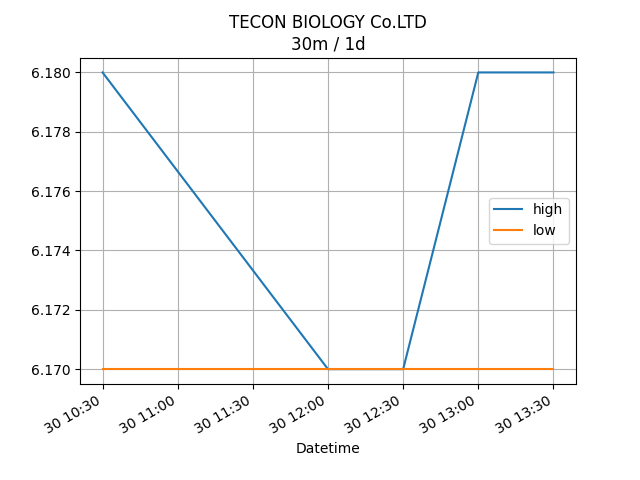 TECON BIOLOGY Co.LTD
30m / 1d
6.180
6.178
6.176
6.174
6.172
6.170
high
low
30 10:30
30 11:00
30 11:30
30 12:00
30 12:30
30 13:00
30 13:30
Datetime